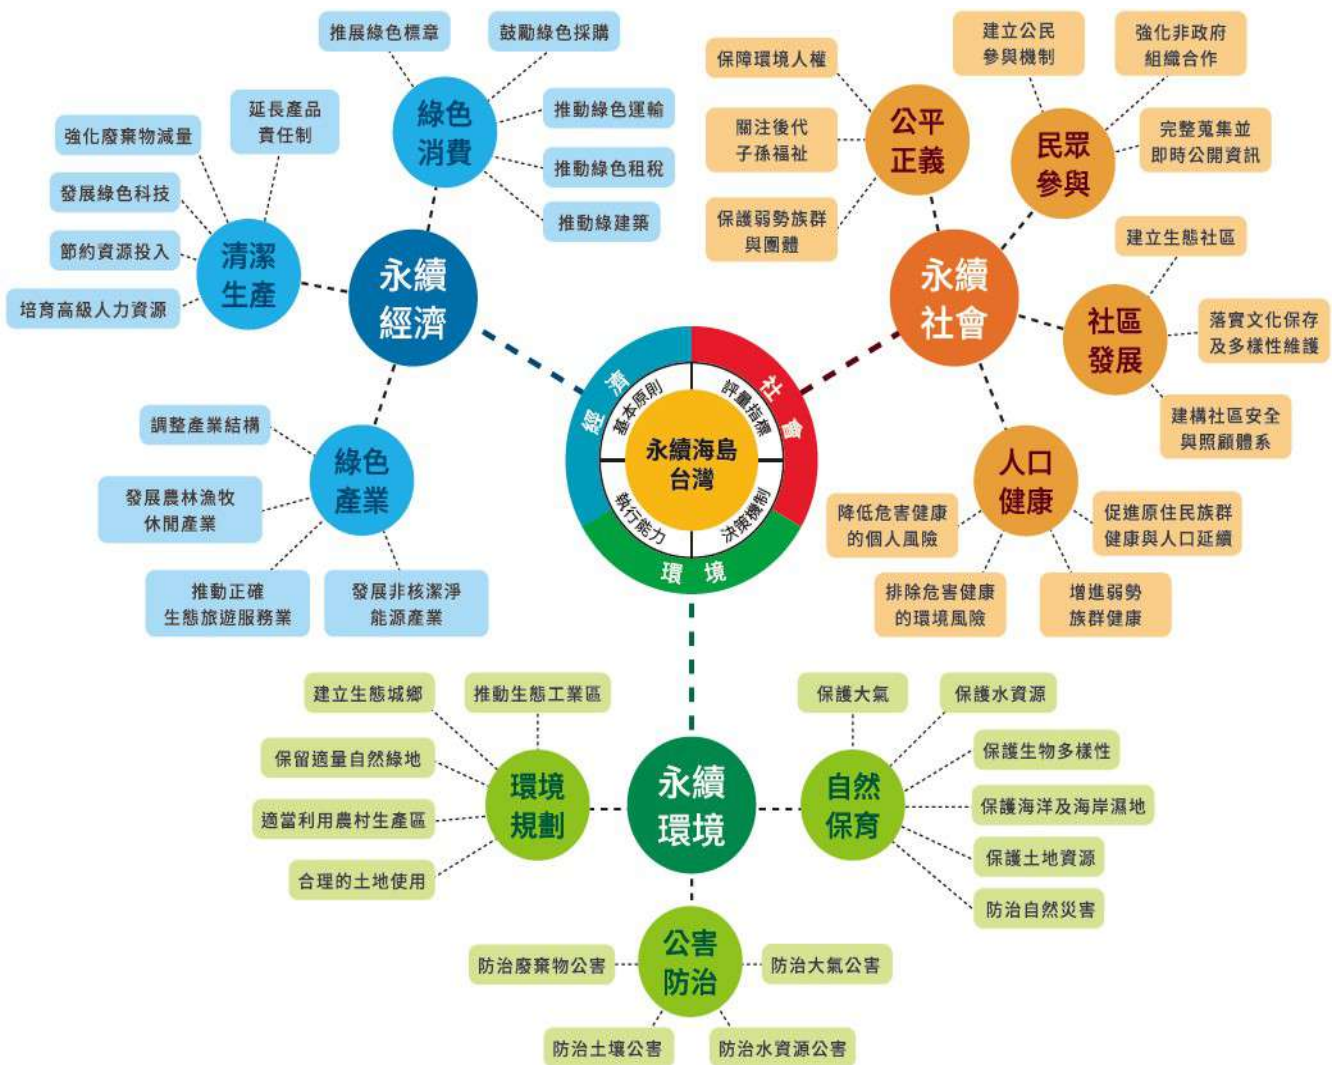 永續海島
台灣
基本原則
評量指標
執行能力
決策機制
經濟
社會
環境
永續
經濟
綠色
消費
推展綠色標章
鼓勵綠色採購
推動綠色運輸
推動綠色租稅
推動綠建築
清潔
生產
延長產品
責任制
強化廢棄物減量
發展綠色科技
節約資源投入
培育高級人力資源
綠色
產業
調整產業結構
發展農林漁牧
休閒產業
推動正確
生態旅遊服務業
發展非核潔淨
能源產業
永續
社會
公平
正義
保障環境人權
關注後代
子孫福祉
保護弱勢族群
與團體
民眾
參與
建立公民
參與機制
強化非政府
組織合作
完整蒐集並
即時公開資訊
社區
發展
建立生態社區
落實文化保存
及多樣性維護
建構社區安全
與照顧體系
人口
健康
降低危害健康
的個人風險
排除危害健康
的環境風險
增進弱勢
族群健康
促進原住民族群
健康與人口延續
永續
環境
環境
規劃
建立生態城鄉
推動生態工業區
保留適量自然綠地
適當利用農村生產區
合理的土地使用
自然
保育
保護大氣
保護水資源
保護生物多樣性
保護海洋及海岸濕地
保護土地資源
防治自然災害
公害
防治
防治廢棄物公害
防治大氣公害
防治土壤公害
防治水資源公害